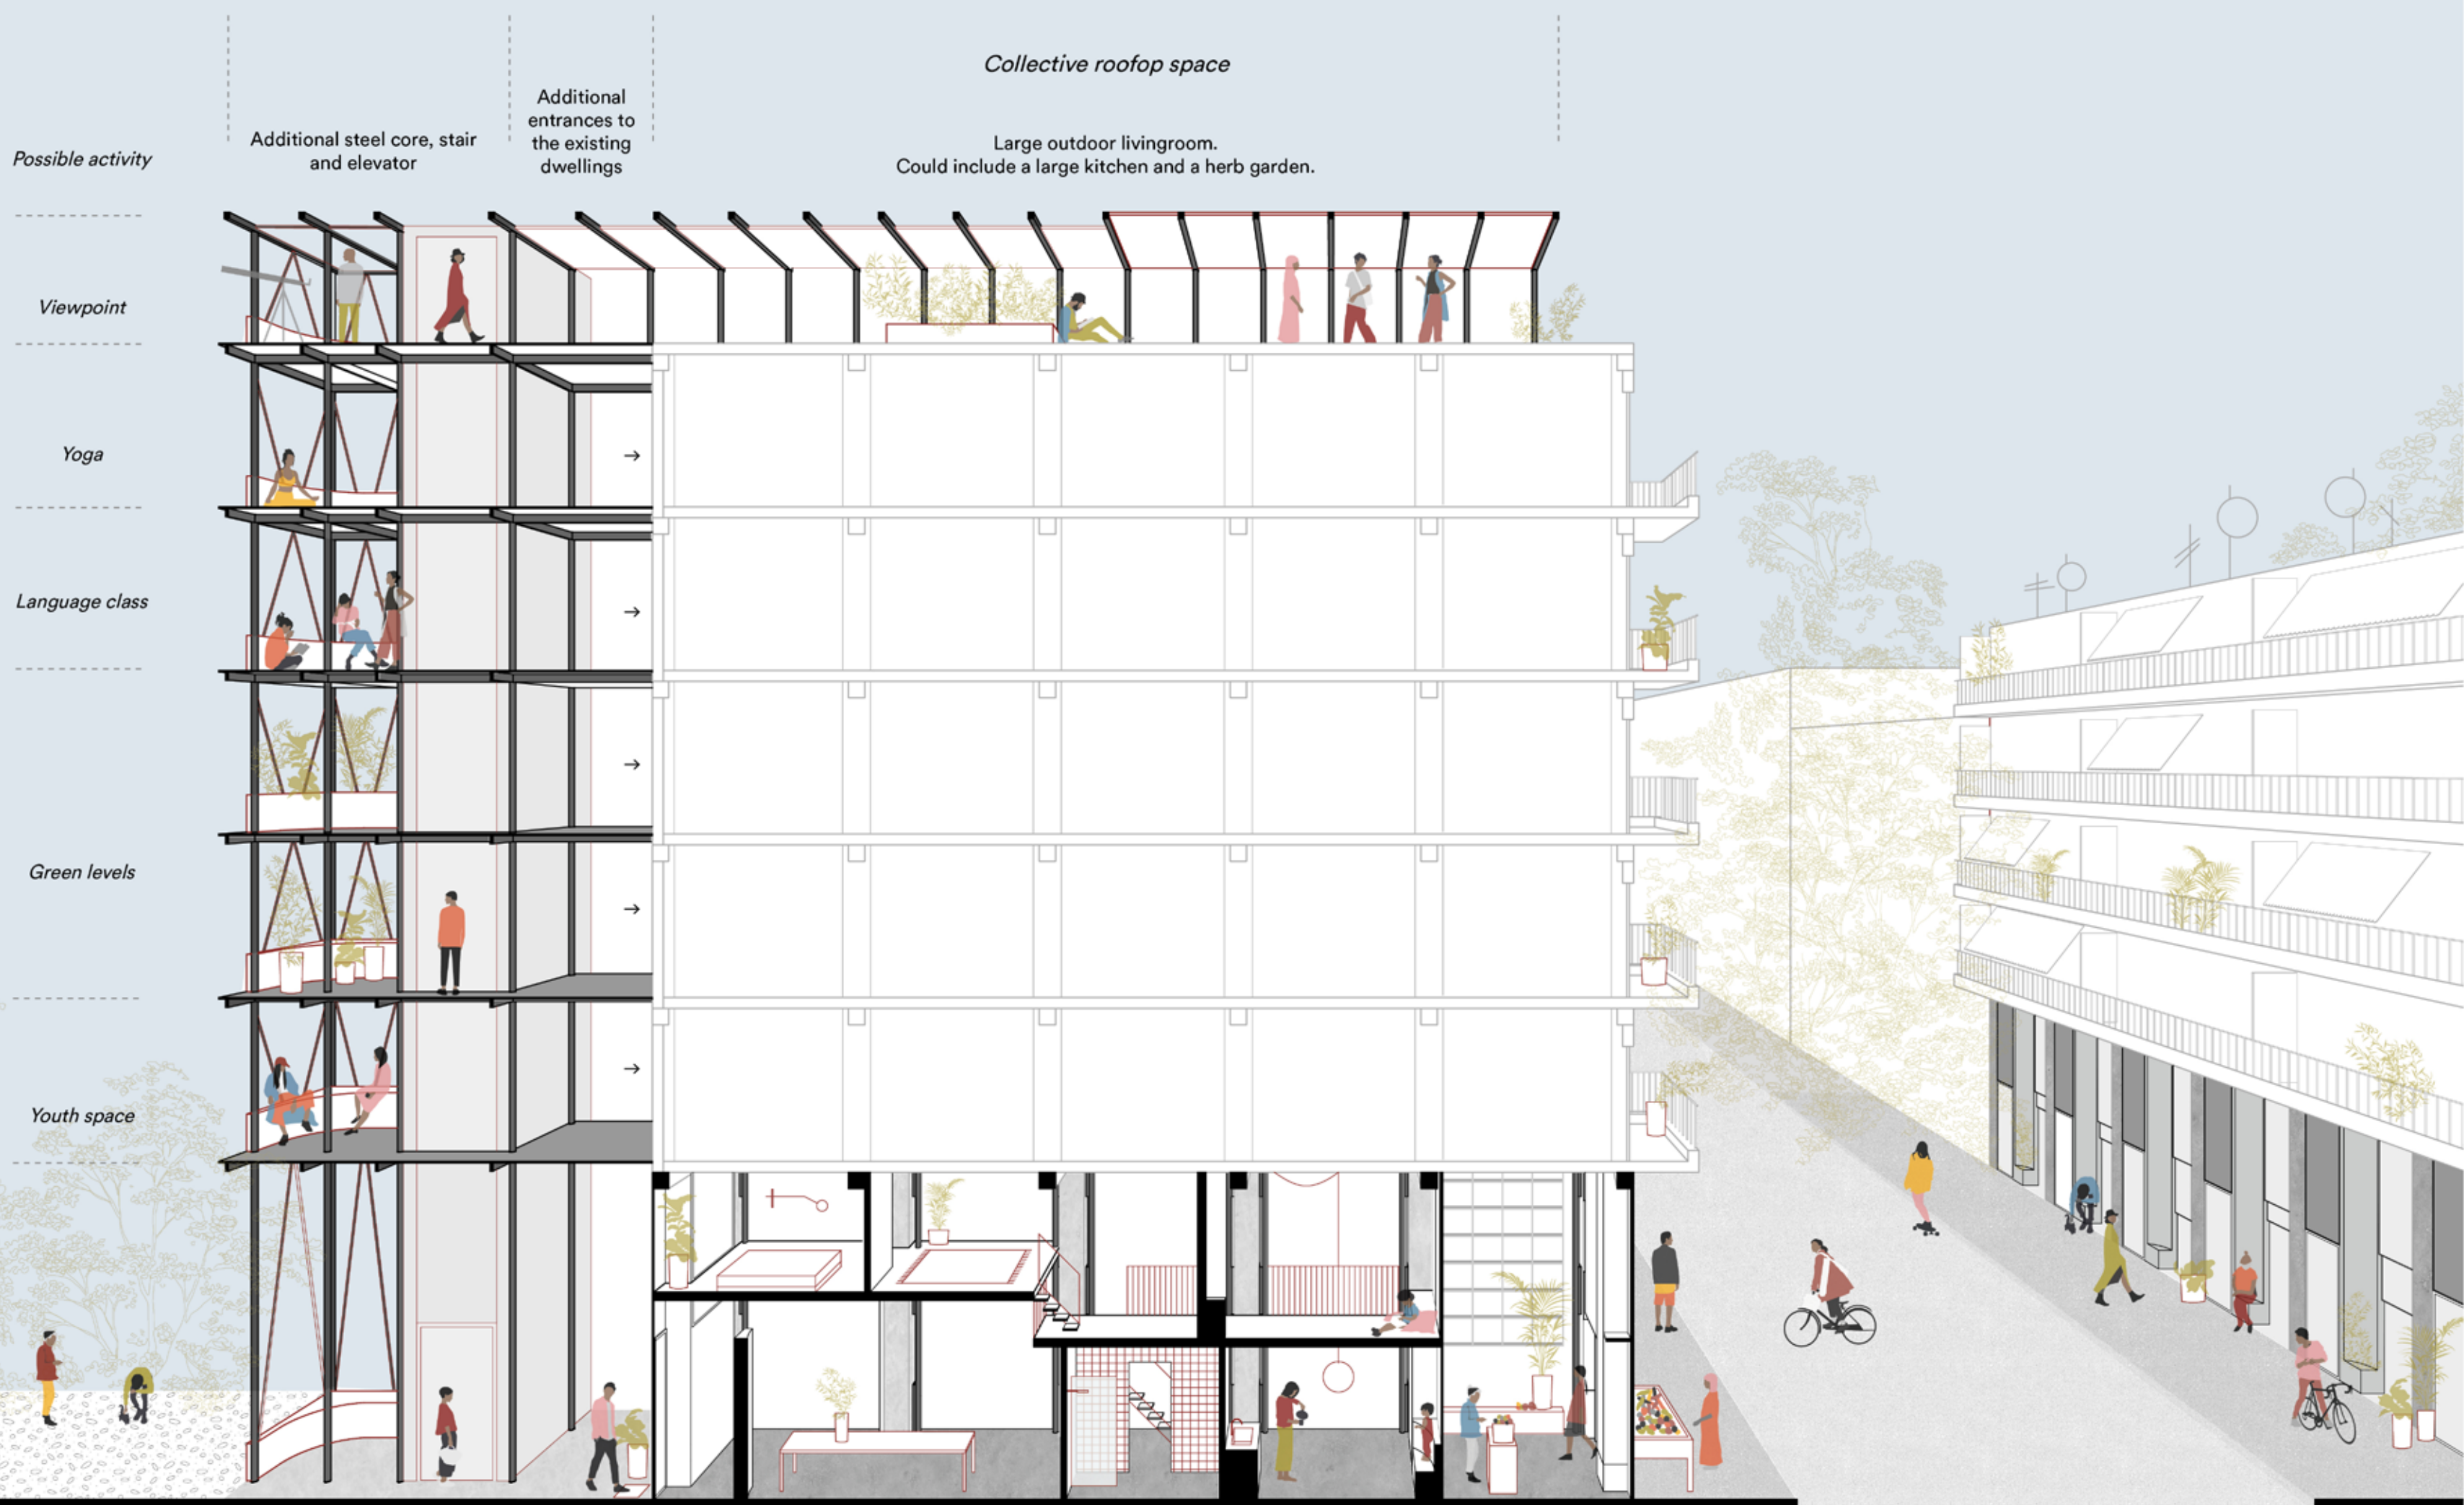 Collective roofop space
Additional
entrances to
the existing
dwellings
Additional steel core, stair
and elevator
Large outdoor livingroom.
Could include a large kitchen and a herb garden.
Possible activity
Viewpoint
Yoga
→
Language class
→
→
Green levels
→
→
Youth space